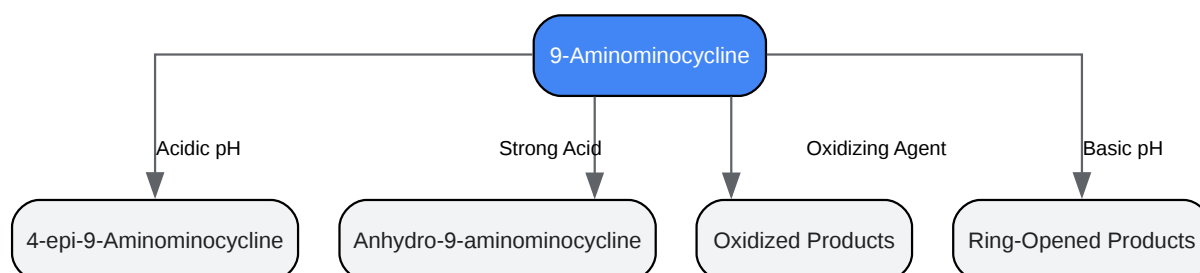 9-Aminominocycline
Acidic pH
Strong Acid
Oxidizing Agent
Basic pH
4-epi-9-Aminominocycline
Anhydro-9-aminominocycline
Oxidized Products
Ring-Opened Products